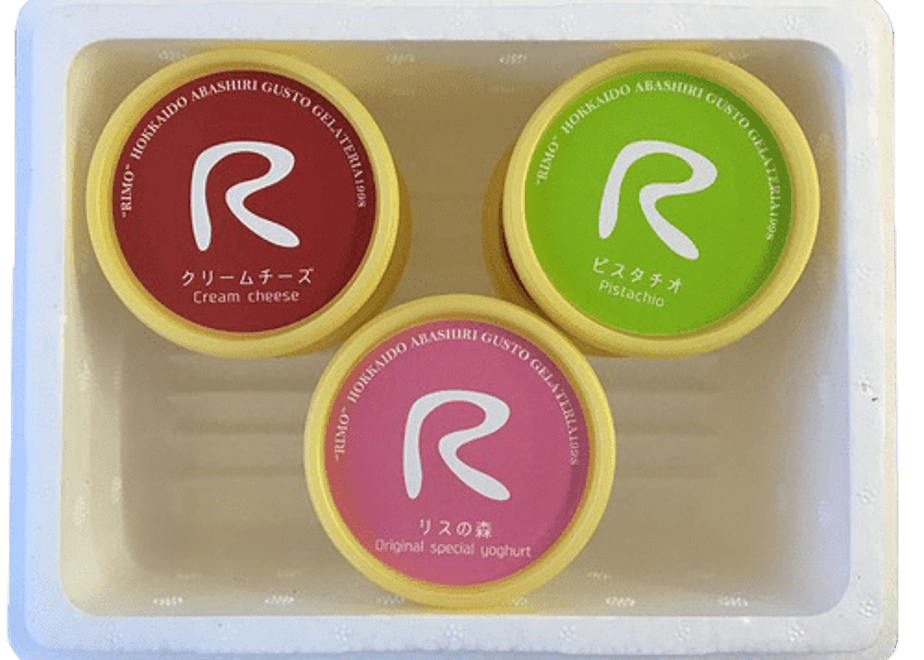 "RIMO" HOKKAIDO ABASHIRI GUSTO GELATERIA1998
R
クリームチーズ
Cream cheese
"RIMO" HOKKAIDO ABASHIRI GUSTO GELATERIA1998
R
ピスタチオ
Pistachio
"RIMO" HOKKAIDO ABASHIRI GUSTO GELATERIA1998
R
リスの森
Original special yoghurt